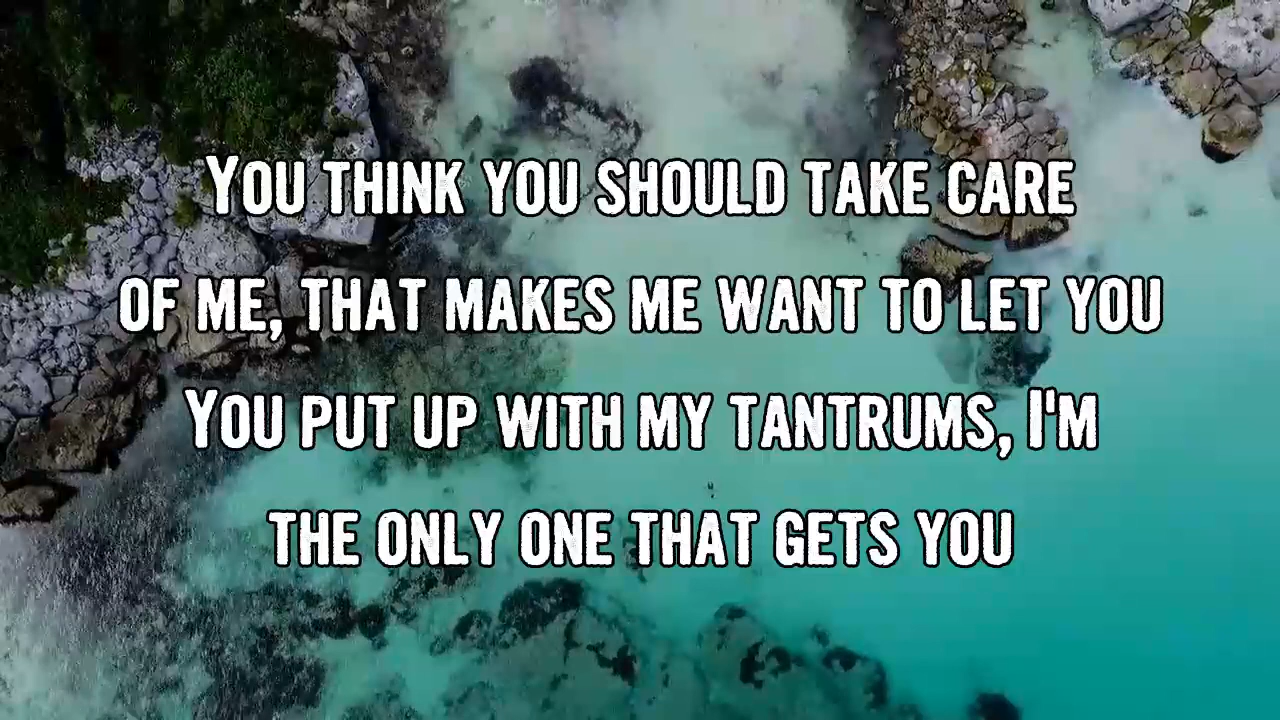 You think you should take care
of me, that makes me want to let you
You put up with my tantrums, I'm
the only one that gets you